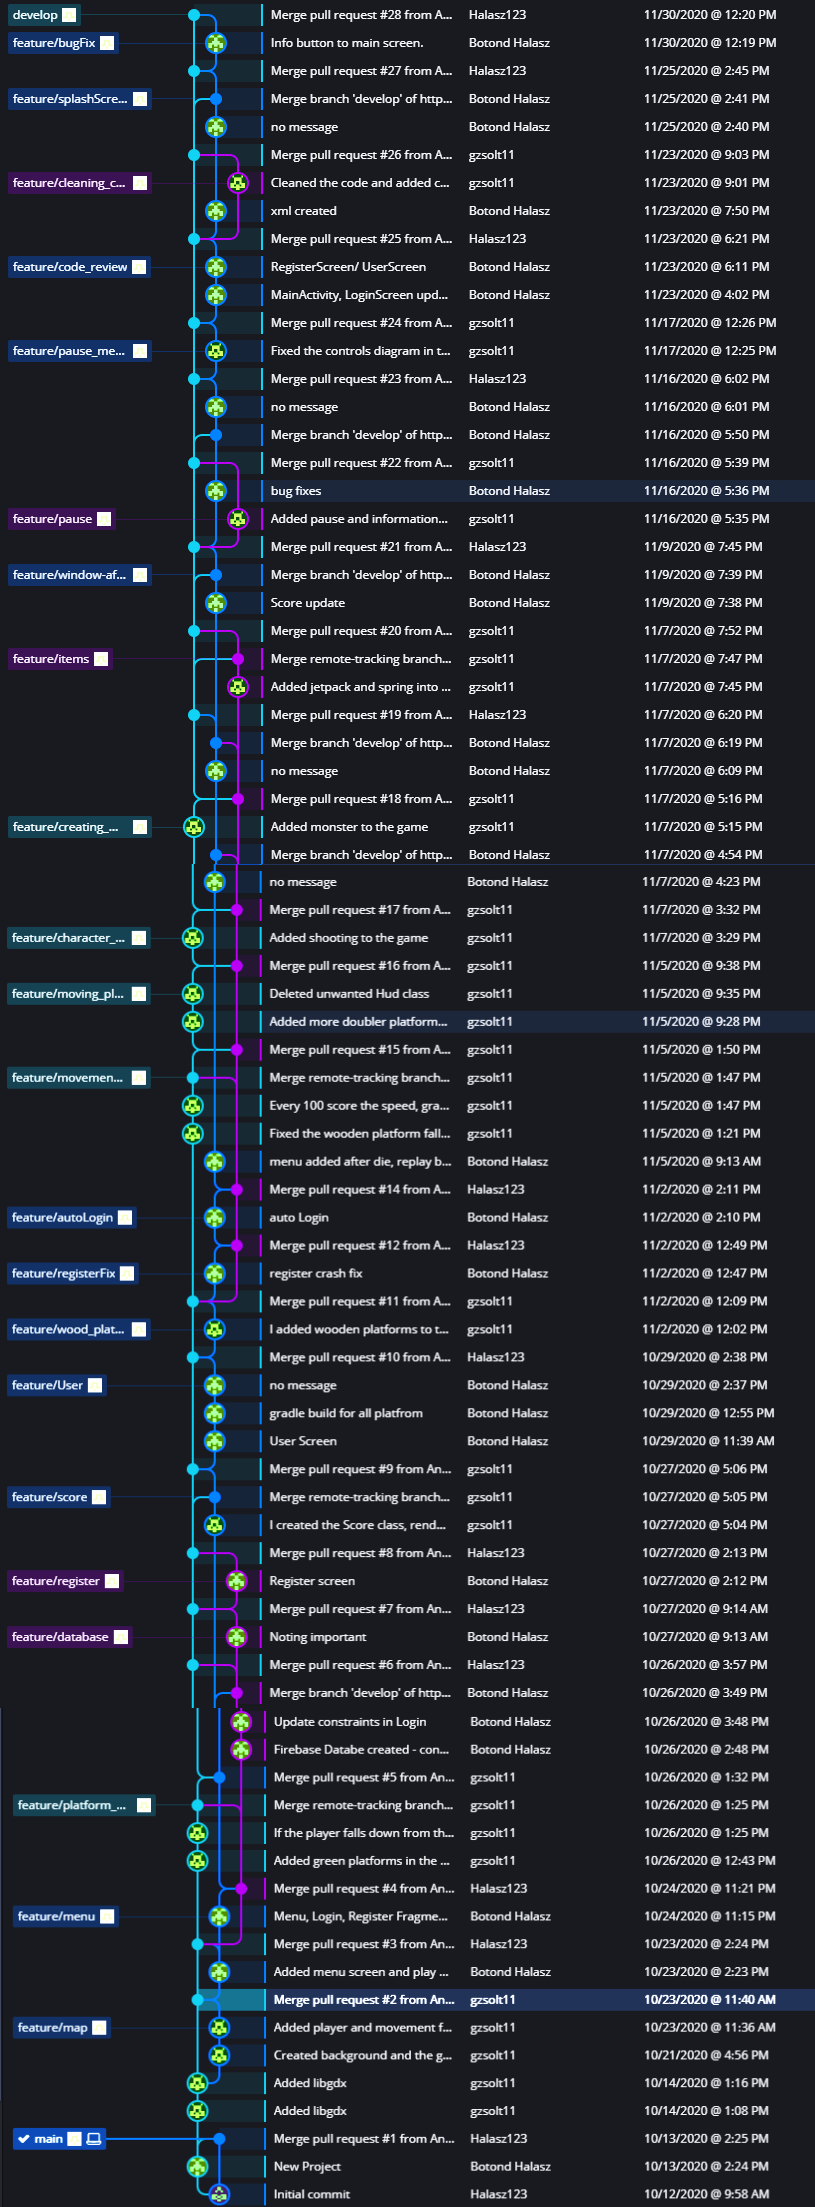 develop Merge pull request #28 from A... Halasz123 11/30/2020 @ 12:20 PM
feature/bugFix Info button to main screen. Botond Halasz 11/30/2020 @ 12:19 PM
Merge pull request #27 from A... Halasz123 11/25/2020 @ 2:45 PM
feature/splashScre... Merge branch 'develop' of http... Botond Halasz 11/25/2020 @ 2:41 PM
no message Botond Halasz 11/25/2020 @ 2:40 PM
Merge pull request #26 from A... gzsolt11 11/23/2020 @ 9:03 PM
feature/cleaning_c... Cleaned the code and added c... gzsolt11 11/23/2020 @ 9:01 PM
xml created Botond Halasz 11/23/2020 @ 7:50 PM
Merge pull request #25 from A... Halasz123 11/23/2020 @ 6:21 PM
feature/code_review RegisterScreen/ UserScreen Botond Halasz 11/23/2020 @ 6:11 PM
MainActivity, LoginScreen upd... Botond Halasz 11/23/2020 @ 4:02 PM
Merge pull request #24 from A... gzsolt11 11/17/2020 @ 12:26 PM
feature/pause_me... Fixed the controls diagram in t... gzsolt11 11/17/2020 @ 12:25 PM
Merge pull request #23 from A... Halasz123 11/16/2020 @ 6:02 PM
no message Botond Halasz 11/16/2020 @ 6:01 PM
Merge branch 'develop' of http... Botond Halasz 11/16/2020 @ 5:50 PM
Merge pull request #22 from A... gzsolt11 11/16/2020 @ 5:39 PM
bug fixes Botond Halasz 11/16/2020 @ 5:36 PM
feature/pause Added pause and information... gzsolt11 11/16/2020 @ 5:35 PM
Merge pull request #21 from A... Halasz123 11/9/2020 @ 7:45 PM
feature/window-af... Merge branch 'develop' of http... Botond Halasz 11/9/2020 @ 7:39 PM
Score update Botond Halasz 11/9/2020 @ 7:38 PM
Merge pull request #20 from A... gzsolt11 11/7/2020 @ 7:52 PM
feature/items Merge remote-tracking branch... gzsolt11 11/7/2020 @ 7:47 PM
Added jetpack and spring into ... gzsolt11 11/7/2020 @ 7:45 PM
Merge pull request #19 from A... Halasz123 11/7/2020 @ 6:20 PM
Merge branch 'develop' of http... Botond Halasz 11/7/2020 @ 6:19 PM
no message Botond Halasz 11/7/2020 @ 6:09 PM
Merge pull request #18 from A... gzsolt11 11/7/2020 @ 5:16 PM
feature/creating_... Added monster to the game gzsolt11 11/7/2020 @ 5:15 PM
Merge branch 'develop' of http... Botond Halasz 11/7/2020 @ 4:54 PM
no message Botond Halasz 11/7/2020 @ 4:23 PM
Merge pull request #17 from A... gzsolt11 11/7/2020 @ 3:32 PM
feature/character_... Added shooting to the game gzsolt11 11/7/2020 @ 3:29 PM
Merge pull request #16 from A... gzsolt11 11/5/2020 @ 9:38 PM
feature/moving_pl... Deleted unwanted Hud class gzsolt11 11/5/2020 @ 9:35 PM
Added more doubler platform... gzsolt11 11/5/2020 @ 9:28 PM
Merge pull request #15 from A... gzsolt11 11/5/2020 @ 1:50 PM
feature/movemen... Merge remote-tracking branch... gzsolt11 11/5/2020 @ 1:47 PM
Every 100 score the speed, gra... gzsolt11 11/5/2020 @ 1:47 PM
Fixed the wooden platform fall... gzsolt11 11/5/2020 @ 1:21 PM
menu added after die, replay b... Botond Halasz 11/5/2020 @ 9:13 AM
Merge pull request #14 from A... Halasz123 11/2/2020 @ 2:11 PM
feature/autoLogin auto Login Botond Halasz 11/2/2020 @ 2:10 PM
Merge pull request #12 from A... Halasz123 11/2/2020 @ 12:49 PM
feature/registerFix register crash fix Botond Halasz 11/2/2020 @ 12:47 PM
Merge pull request #11 from A... gzsolt11 11/2/2020 @ 12:09 PM
feature/wood_plat... I added wooden platforms to t... gzsolt11 11/2/2020 @ 12:02 PM
Merge pull request #10 from A... Halasz123 10/29/2020 @ 2:38 PM
feature/User no message Botond Halasz 10/29/2020 @ 2:37 PM
gradle build for all platfrom Botond Halasz 10/29/2020 @ 12:55 PM
User Screen Botond Halasz 10/29/2020 @ 11:39 AM
Merge pull request #9 from An... gzsolt11 10/27/2020 @ 5:06 PM
feature/score Merge remote-tracking branch... gzsolt11 10/27/2020 @ 5:05 PM
I created the Score class, rend... gzsolt11 10/27/2020 @ 5:04 PM
Merge pull request #8 from An... Halasz123 10/27/2020 @ 2:13 PM
feature/register Register screen Botond Halasz 10/27/2020 @ 2:12 PM
Merge pull request #7 from An... Halasz123 10/27/2020 @ 9:14 AM
feature/database Noting important Botond Halasz 10/27/2020 @ 9:13 AM
Merge pull request #6 from An... Halasz123 10/26/2020 @ 3:57 PM
Merge branch 'develop' of http... Botond Halasz 10/26/2020 @ 3:49 PM
Update constraints in Login Botond Halasz 10/26/2020 @ 3:48 PM
Firebase Databe created - con... Botond Halasz 10/26/2020 @ 2:48 PM
Merge pull request #5 from An... gzsolt11 10/26/2020 @ 1:32 PM
feature/platform_... Merge remote-tracking branch... gzsolt11 10/26/2020 @ 1:25 PM
If the player falls down from th... gzsolt11 10/26/2020 @ 1:25 PM
Added green platforms in the ... gzsolt11 10/26/2020 @ 12:43 PM
Merge pull request #4 from An... Halasz123 10/24/2020 @ 11:21 PM
feature/menu Menu, Login, Register Fragme... Botond Halasz 10/24/2020 @ 11:15 PM
Merge pull request #3 from An... Halasz123 10/23/2020 @ 2:24 PM
Added menu screen and play ... Botond Halasz 10/23/2020 @ 2:23 PM
Merge pull request #2 from An... gzsolt11 10/23/2020 @ 11:40 AM
feature/map Added player and movement f... gzsolt11 10/23/2020 @ 11:36 AM
Created background and the g... gzsolt11 10/21/2020 @ 4:56 PM
Added libgdx gzsolt11 10/14/2020 @ 1:16 PM
Added libgdx gzsolt11 10/14/2020 @ 1:08 PM
main Merge pull request #1 from An... Halasz123 10/13/2020 @ 2:25 PM
New Project Botond Halasz 10/13/2020 @ 2:24 PM
Initial commit Halasz123 10/12/2020 @ 9:58 AM